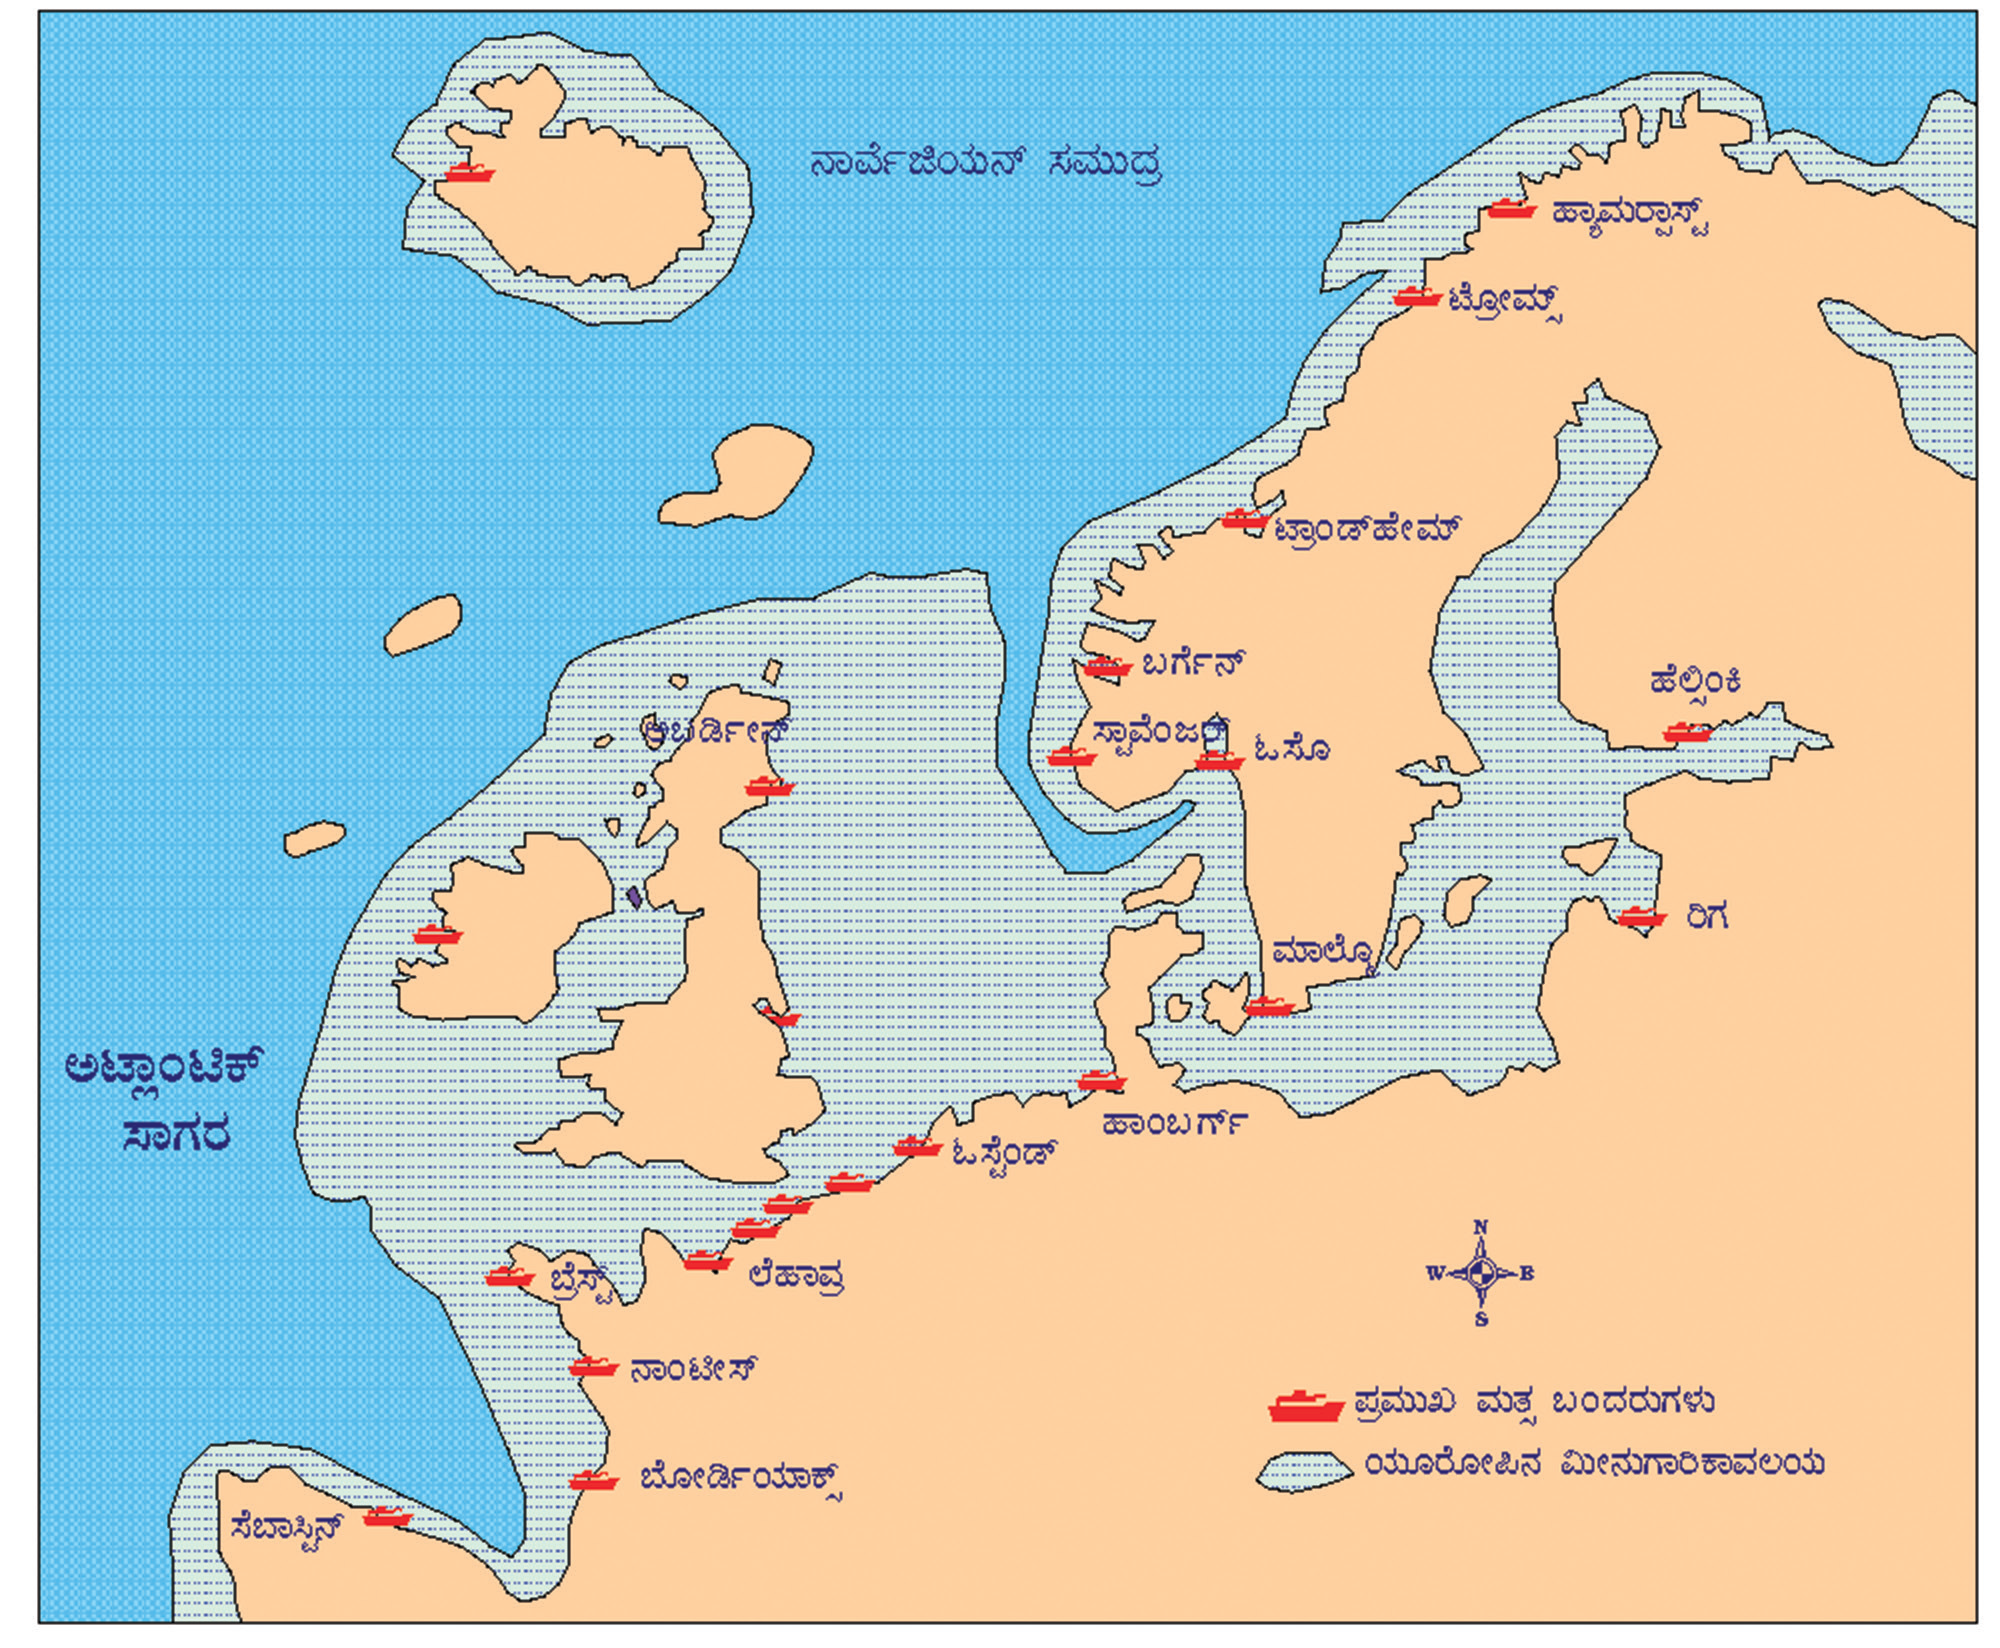 ನಾರ್ವೆಜಿಯನ್ ಸಮುದ್ರ
ಹ್ಯಾಮರ‍್ಪಾಸ್ಟ್
ಟ್ರೋಮ್ಸ್
ಟ್ರಾಂಡ್‌ಹೇಮ್
ಬರ್ಗೆನ್
ಹೆಲ್ಸಿಂಕಿ
ಅಬರ್ಡೀನ್
ಸ್ಟಾವೆಂಜರ್
ಓಸೊ
ರಿಗ
ಮಾಲ್ಮೊ
ಅಟ್ಲಾಂಟಿಕ್
ಸಾಗರ
ಹಾಂಬರ್ಗ್
ಓಸ್ಟೆಂಡ್
ಬ್ರೆಸ್ಟ್
ಲೆಹಾವ್ರ
N
W E
S
ನಾಂಟೀಸ್
ಪ್ರಮುಖ ಮತ್ಸ ಬಂದರುಗಳು
ಯೂರೋಪಿನ ಮೀನುಗಾರಿಕಾವಲಯ
ಬೋರ್ಡಿಯಾಕ್ಸ್
ಸೆಬಾಸ್ಟಿನ್